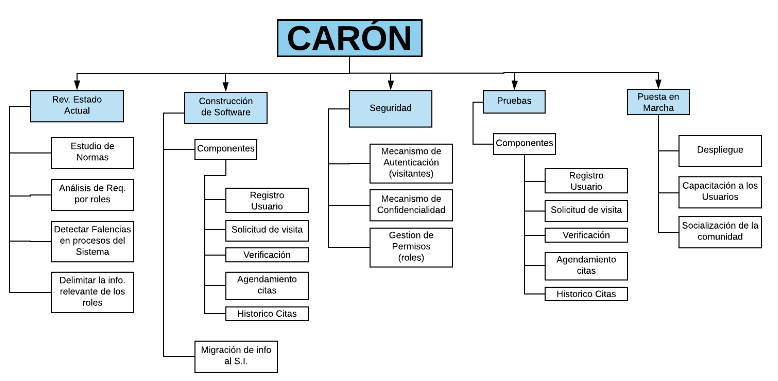 CARÓN
Rev. Estado
Actual
Estudio de
Normas
Análisis de Req.
por roles
Detectar Falencias
en procesos del
Sistema
Delimitar la info.
relevante de los
roles
Construcción
de Software
Componentes
Registro
Usuario
Solicitud de visita
Verificación
Agendamiento
citas
Historico Citas
Migración de info
al S.I.
Seguridad
Mecanismo de
Autenticación
(visitantes)
Mecanismo de
Confidencialidad
Gestion de
Permisos
(roles)
Pruebas
Componentes
Registro
Usuario
Solicitud de visita
Verificación
Agendamiento
citas
Historico Citas
Puesta en
Marcha
Despliegue
Capacitación a los
Usuarios
Socialización de la
comunidad